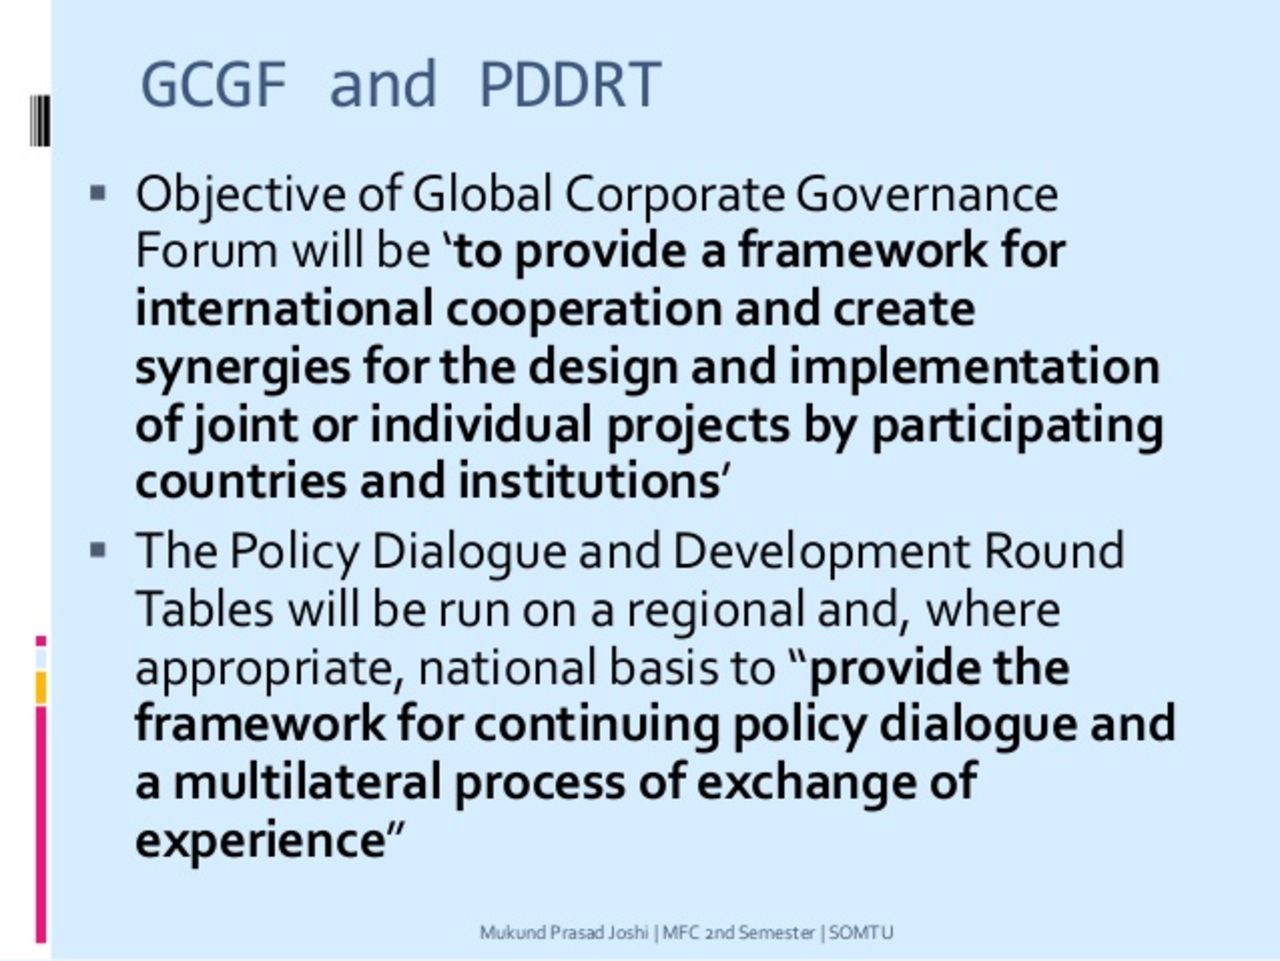 GCGF and PDDRT
▪ Objective of Global Corporate Governance
Forum will be ‘to provide a framework for
international cooperation and create
synergies for the design and implementation
of joint or individual projects by participating
countries and institutions’
▪ The Policy Dialogue and Development Round
Tables will be run on a regional and, where
appropriate, national basis to “provide the
framework for continuing policy dialogue and
a multilateral process of exchange of
experience”
Mukund Prasad Joshi | MFC 2nd Semester | SOMTU